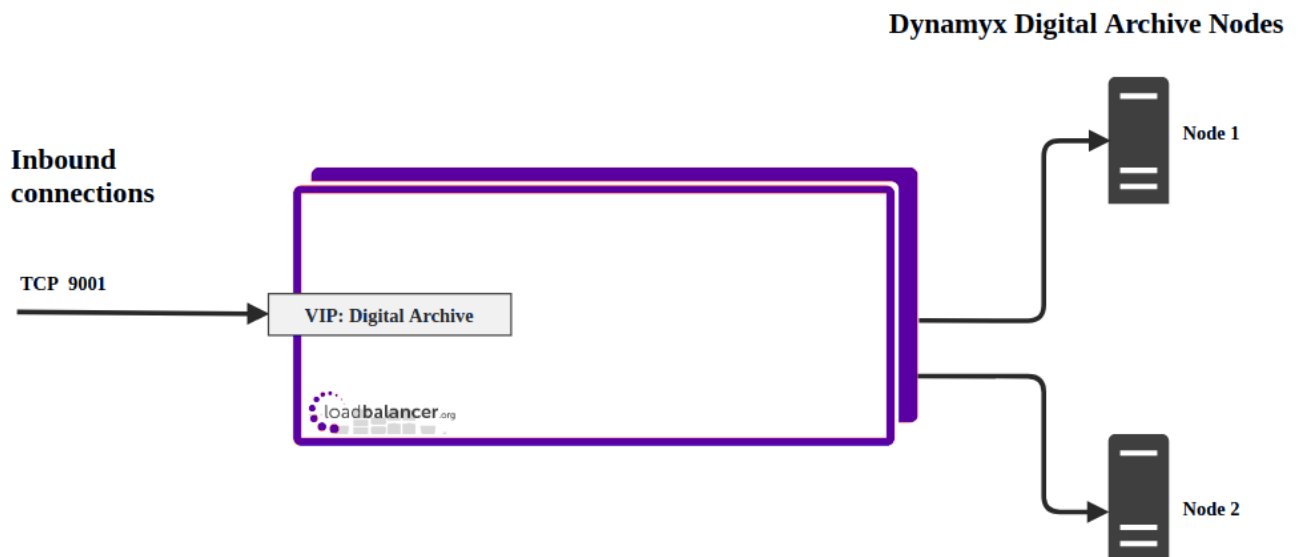 Dynamyx Digital Archive Nodes
Node 1
Inbound
connections
TCP 9001
VIP: Digital Archive
loadbalancer.org
Node 2